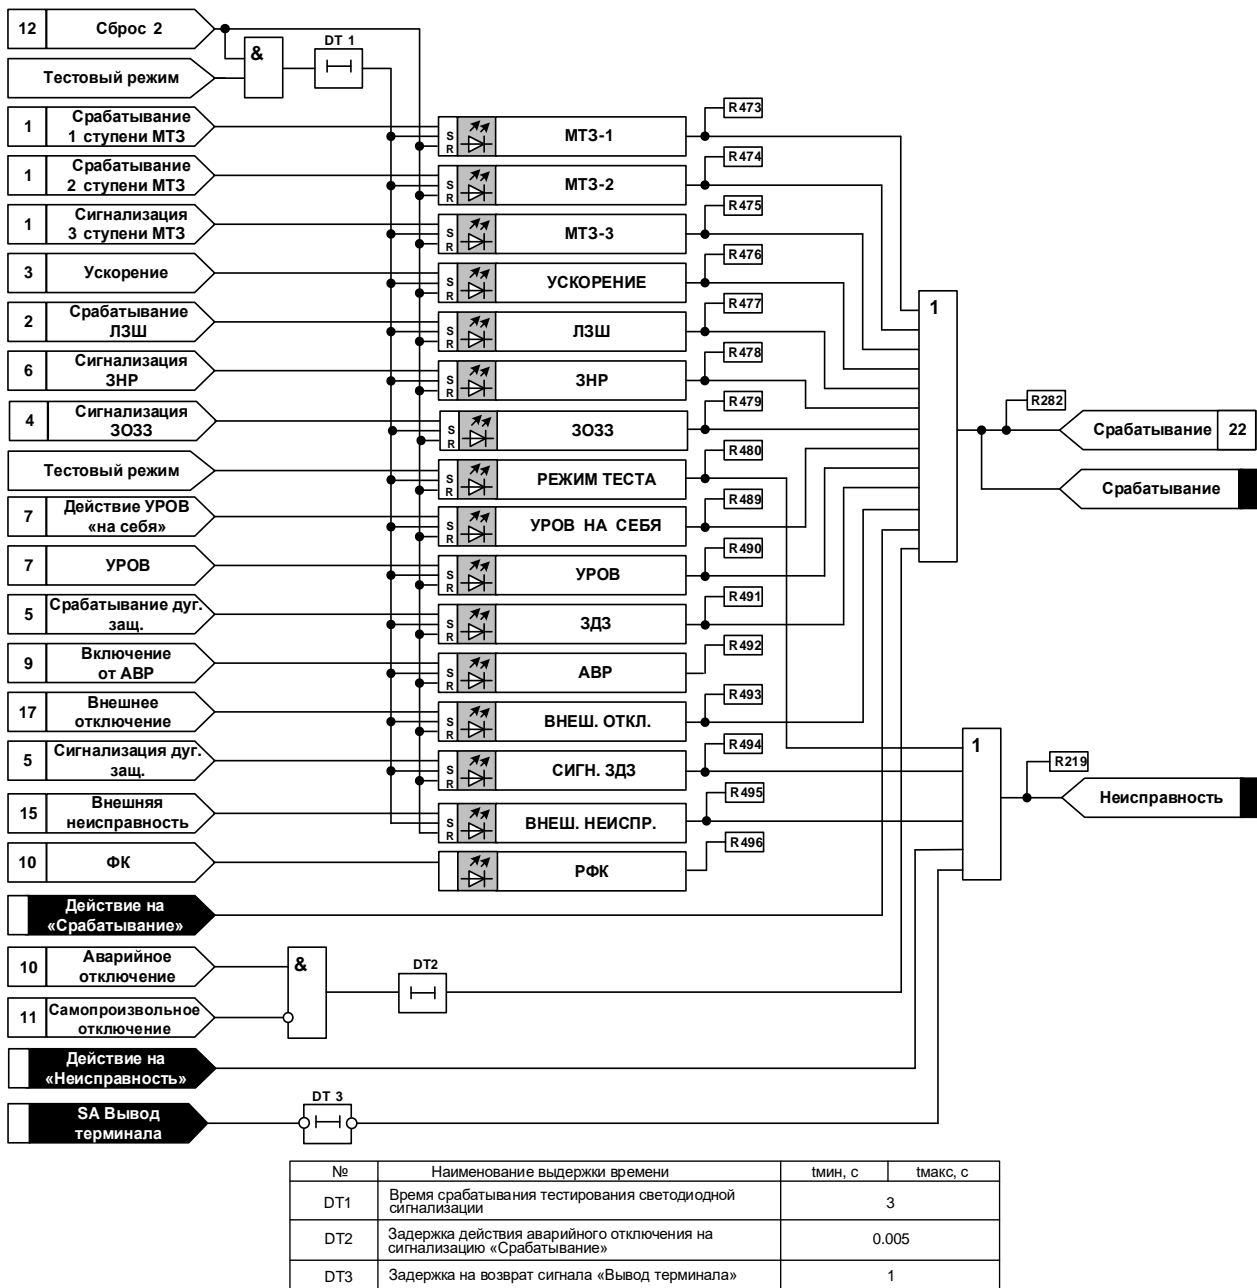 12 Сброс 2
DT 1
&
Тестовый режим
1 Срабатывание
1 ступени МТЗ
S
R
МТЗ-1
R473
1 Срабатывание
2 ступени МТЗ
S
R
МТЗ-2
R474
1 Сигнализация
3 ступени МТЗ
S
R
МТЗ-3
R475
3 Ускорение
S
R
УСКОРЕНИЕ
R476
2 Срабатывание
ЛЗШ
S
R
ЛЗШ
R477
1
6 Сигнализация
ЗНР
S
R
ЗНР
R478
4 Сигнализация
ЗОЗЗ
S
R
ЗОЗЗ
R479
R282
Срабатывание 22
Тестовый режим
S
R
РЕЖИМ ТЕСТА
R480
Срабатывание
7 Действие УРОВ
«на себя»
S
R
УРОВ НА СЕБЯ
R489
7 УРОВ
S
R
УРОВ
R490
5 Срабатывание дуг.
защ.
S
R
ЗДЗ
R491
9 Включение
от АВР
S
R
АВР
R492
17 Внешнее
отключение
S
R
ВНЕШ. ОТКЛ.
R493
5 Сигнализация дуг.
защ.
S
R
СИГН. ЗДЗ
R494
1
R219
Неисправность
15 Внешняя
неисправность
S
R
ВНЕШ. НЕИСПР.
R495
10 ФК
РФК
R496
Действие на
«Срабатывание»
10 Аварийное
отключение
&
DT2
11 Самопроизвольное
отключение
Действие на
«Неисправность»
SA Вывод
терминала
DT 3
№ Наименование выдержки времени tмин, с tмакс, с
DT1 Время срабатывания тестирования светодиодной
сигнализации 3
DT2 Задержка действия аварийного отключения на
сигнализацию «Срабатывание» 0.005
DT3 Задержка на возврат сигнала «Вывод терминала» 1